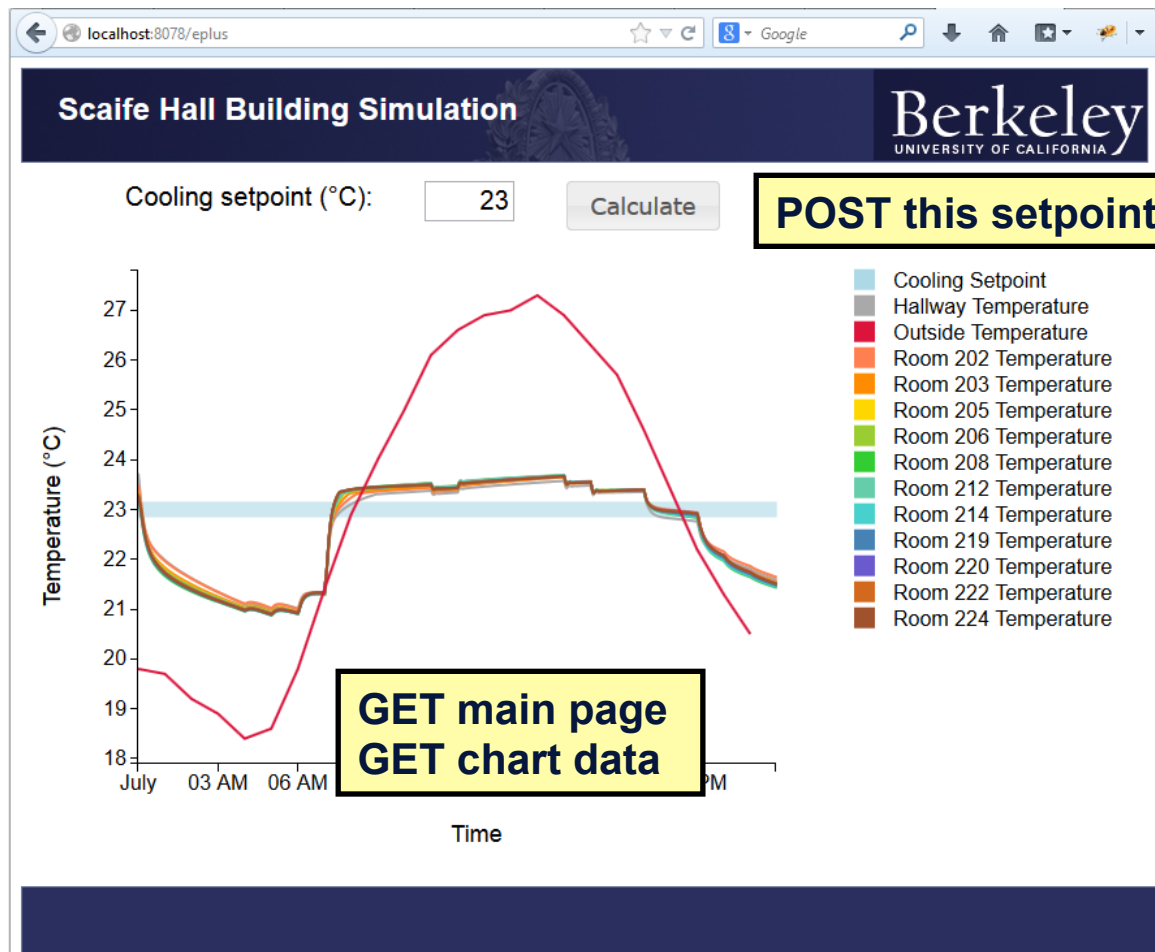 localhost:8078/eplus
Google
Scaife Hall Building Simulation
Berkeley
UNIVERSITY OF CALIFORNIA
Cooling setpoint (°C):
23
Calculate
POST this setpoint
27
26
25
24
23
22
21
20
19
18
Temperature (°C)
Cooling Setpoint
Hallway Temperature
Outside Temperature
Room 202 Temperature
Room 203 Temperature
Room 205 Temperature
Room 206 Temperature
Room 208 Temperature
Room 212 Temperature
Room 214 Temperature
Room 219 Temperature
Room 220 Temperature
Room 222 Temperature
Room 224 Temperature
GET main page
GET chart data
July 03 AM 06 AM PM
Time